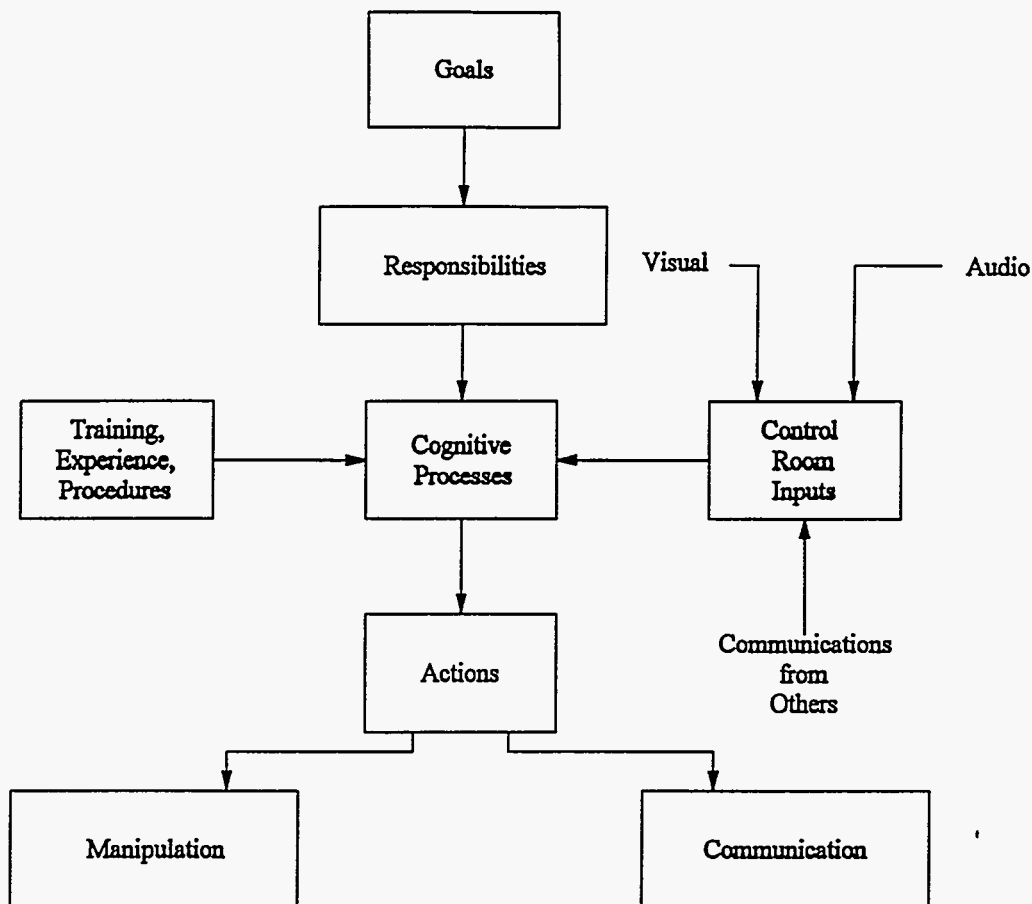 Goals
Responsibilities
Visual
Audio
Training,
Experience,
Procedures
Cognitive
Processes
Control
Room
Inputs
Actions
Communications
from
Others
Manipulation
Communication